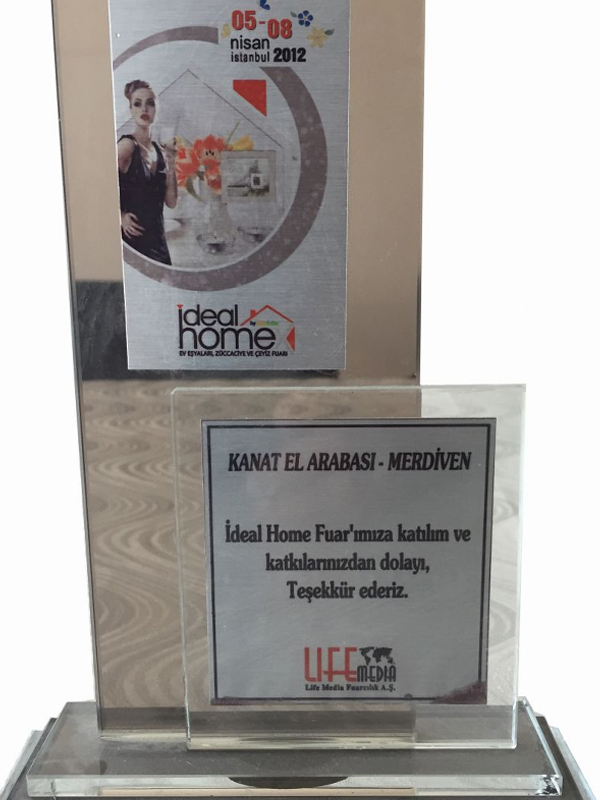 05-08
nisan
istanbul 2012
ideal
home
EV EŞYALARI, ZÜCCACİYE VE ÇEYİZ FUARI
KANAT EL ARABASI - MERDİVEN
İdeal Home Fuar'ımıza katılım ve
katkılarınızdan dolayı,
Teşekkür ederiz.
LIFE
MEDIA
Life Media Fuarcılık A.Ş.